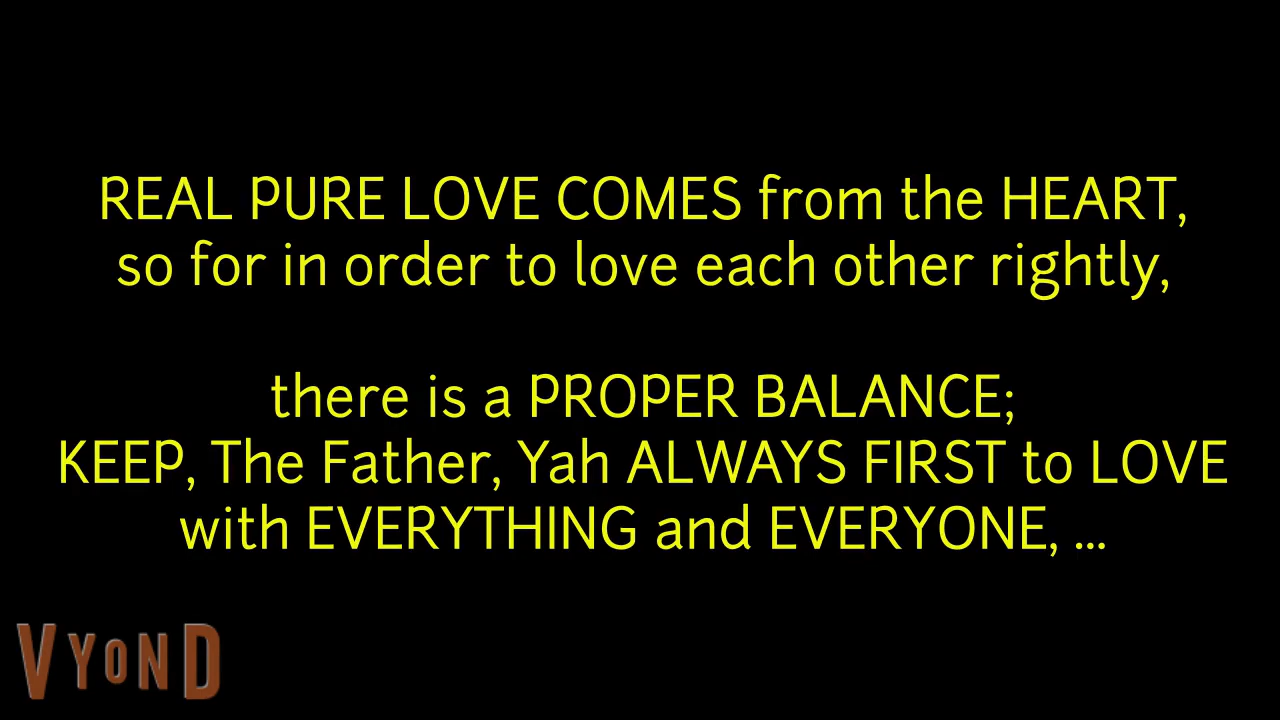 REAL PURE LOVE COMES from the HEART,
so for in order to love each other rightly,
there is a PROPER BALANCE;
KEEP, The Father, Yah ALWAYS FIRST to LOVE
with EVERYTHING and EVERYONE, ...
VYOND